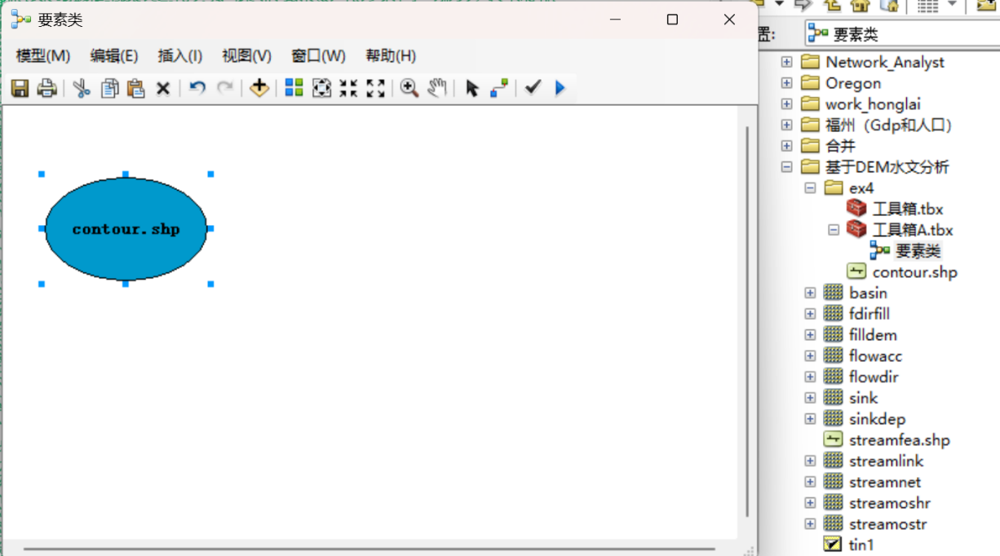 要素类
模型(M) 编辑(E) 插入(I) 视图(V) 窗口(W) 帮助(H)
contour.shp
置:
要素类
Network_Analyst
Oregon
work_honglai
福州（Gdp和人口）
合并
基于DEM水文分析
ex4
工具箱.tbx
工具箱A.tbx
要素类
contour.shp
basin
fdirfill
filldem
flowacc
flowdir
sink
sinkdep
streamfea.shp
streamlink
streamnet
streamoshr
streamostr
tin1